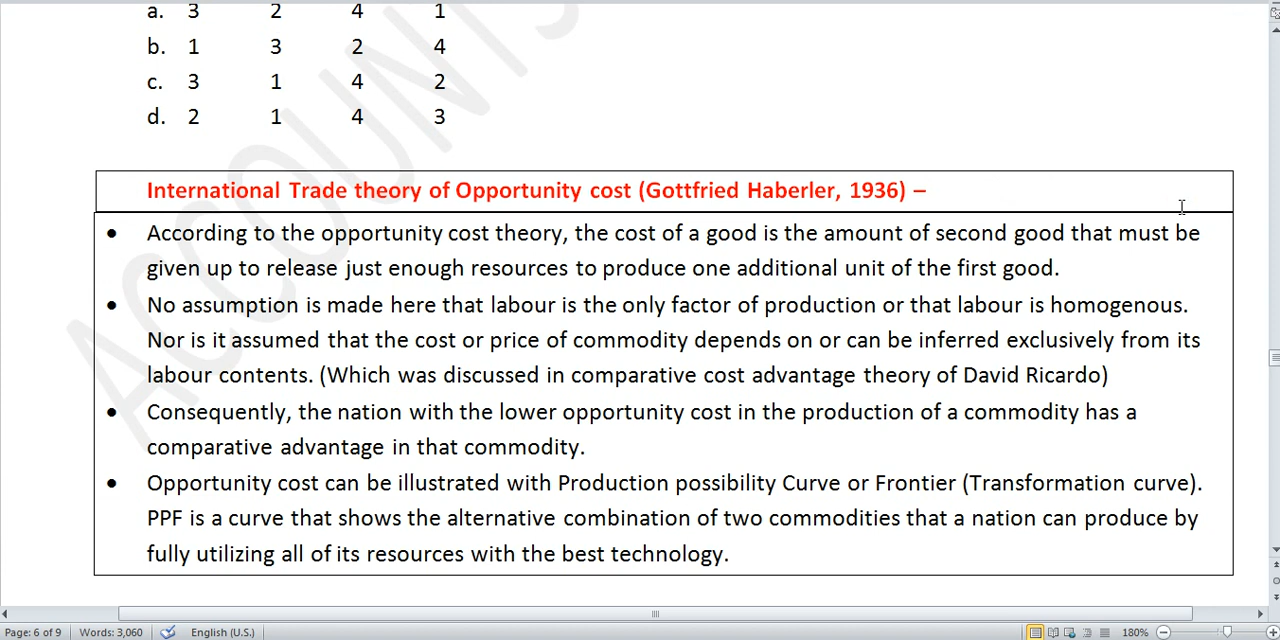 a. 3 2 4 1
b. 1 3 2 4
c. 3 1 4 2
d. 2 1 4 3
International Trade theory of Opportunity cost (Gottfried Haberler, 1936) –
• According to the opportunity cost theory, the cost of a good is the amount of second good that must be
given up to release just enough resources to produce one additional unit of the first good.
• No assumption is made here that labour is the only factor of production or that labour is homogenous.
Nor is it assumed that the cost or price of commodity depends on or can be inferred exclusively from its
labour contents. (Which was discussed in comparative cost advantage theory of David Ricardo)
• Consequently, the nation with the lower opportunity cost in the production of a commodity has a
comparative advantage in that commodity.
• Opportunity cost can be illustrated with Production possibility Curve or Frontier (Transformation curve).
PPF is a curve that shows the alternative combination of two commodities that a nation can produce by
fully utilizing all of its resources with the best technology.
Page: 6 of 9 Words: 3,060 English (U.S.) 180%